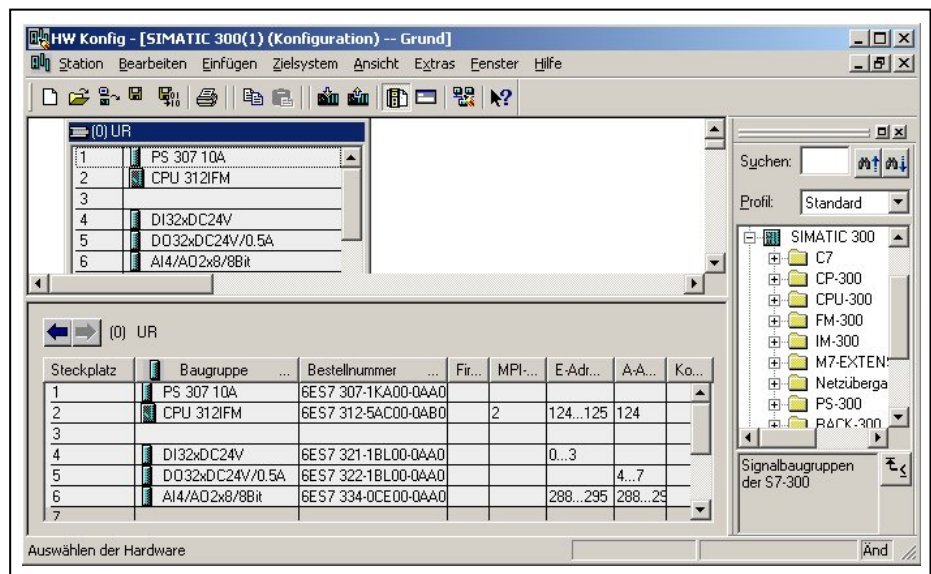 HW Konfig - [SIMATIC 300(1) (Konfiguration) -- Grund]
Station Bearbeiten Einfügen Zielsystem Ansicht Extras Fenster Hilfe
(0) UR
1 PS 307 10A
2 CPU 312IFM
3
4 DI32xDC24V
5 DO32xDC24V/0.5A
6 AI4/AO2x8/8Bit
Suchen:
Profil: Standard
SIMATIC 300
C7
CP-300
CPU-300
FM-300
IM-300
M7-EXTEN
Netzüberga
PS-300
RACK-300
(0) UR
Steckplatz Baugruppe ... Bestellnummer ... Fir... MPI-... E-Adr... A-A... Ko...
1 PS 307 10A 6ES7 307-1KA00-0AA0
2 CPU 312IFM 6ES7 312-5AC00-0AB0 2 124...125 124
3
4 DI32xDC24V 6ES7 321-1BL00-0AA0 0...3
5 DO32xDC24V/0.5A 6ES7 322-1BL00-0AA0 4...7
6 AI4/AO2x8/8Bit 6ES7 334-0CE00-0AA0 288...295 288...29
7
Signalbaugruppen
der S7-300
Auswählen der Hardware Änd